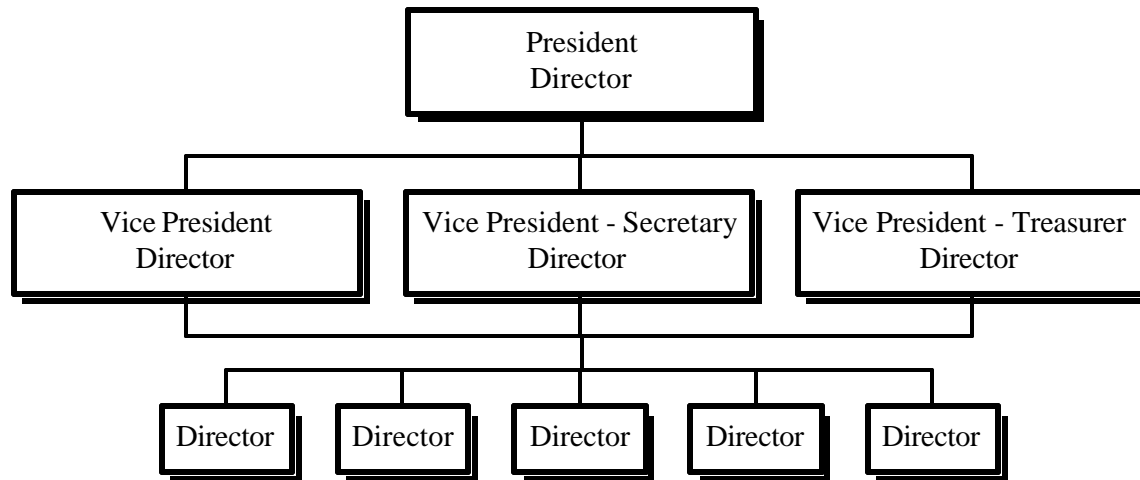 President
Director
Vice President
Director
Vice President - Secretary
Director
Vice President - Treasurer
Director
Director
Director
Director
Director
Director